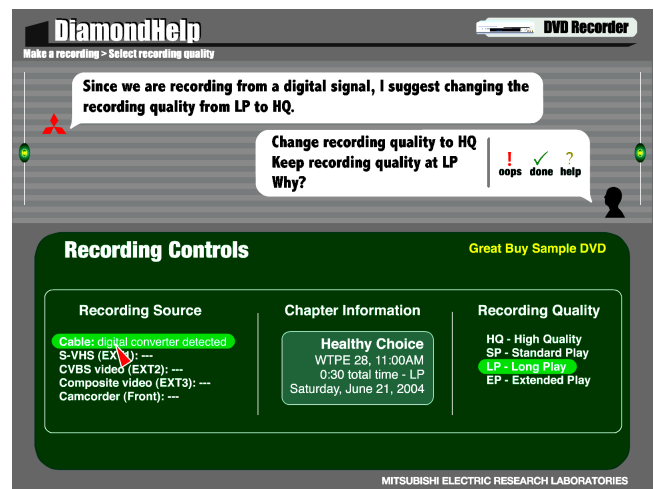 DiamondHelp
DVD Recorder
Make a recording > Select recording quality
Since we are recording from a digital signal, I suggest changing the
recording quality from LP to HQ.
Change recording quality to HQ
Keep recording quality at LP
Why?
! ✓ ?
oops done help
Recording Controls
Great Buy Sample DVD
Recording Source
Cable: digital converter detected
S-VHS (EXT1): ---
CVBS video (EXT2): ---
Composite video (EXT3): ---
Camcorder (Front): ---
Chapter Information
Healthy Choice
WTPE 28, 11:00AM
0:30 total time - LP
Saturday, June 21, 2004
Recording Quality
HQ - High Quality
SP - Standard Play
LP - Long Play
EP - Extended Play
MITSUBISHI ELECTRIC RESEARCH LABORATORIES